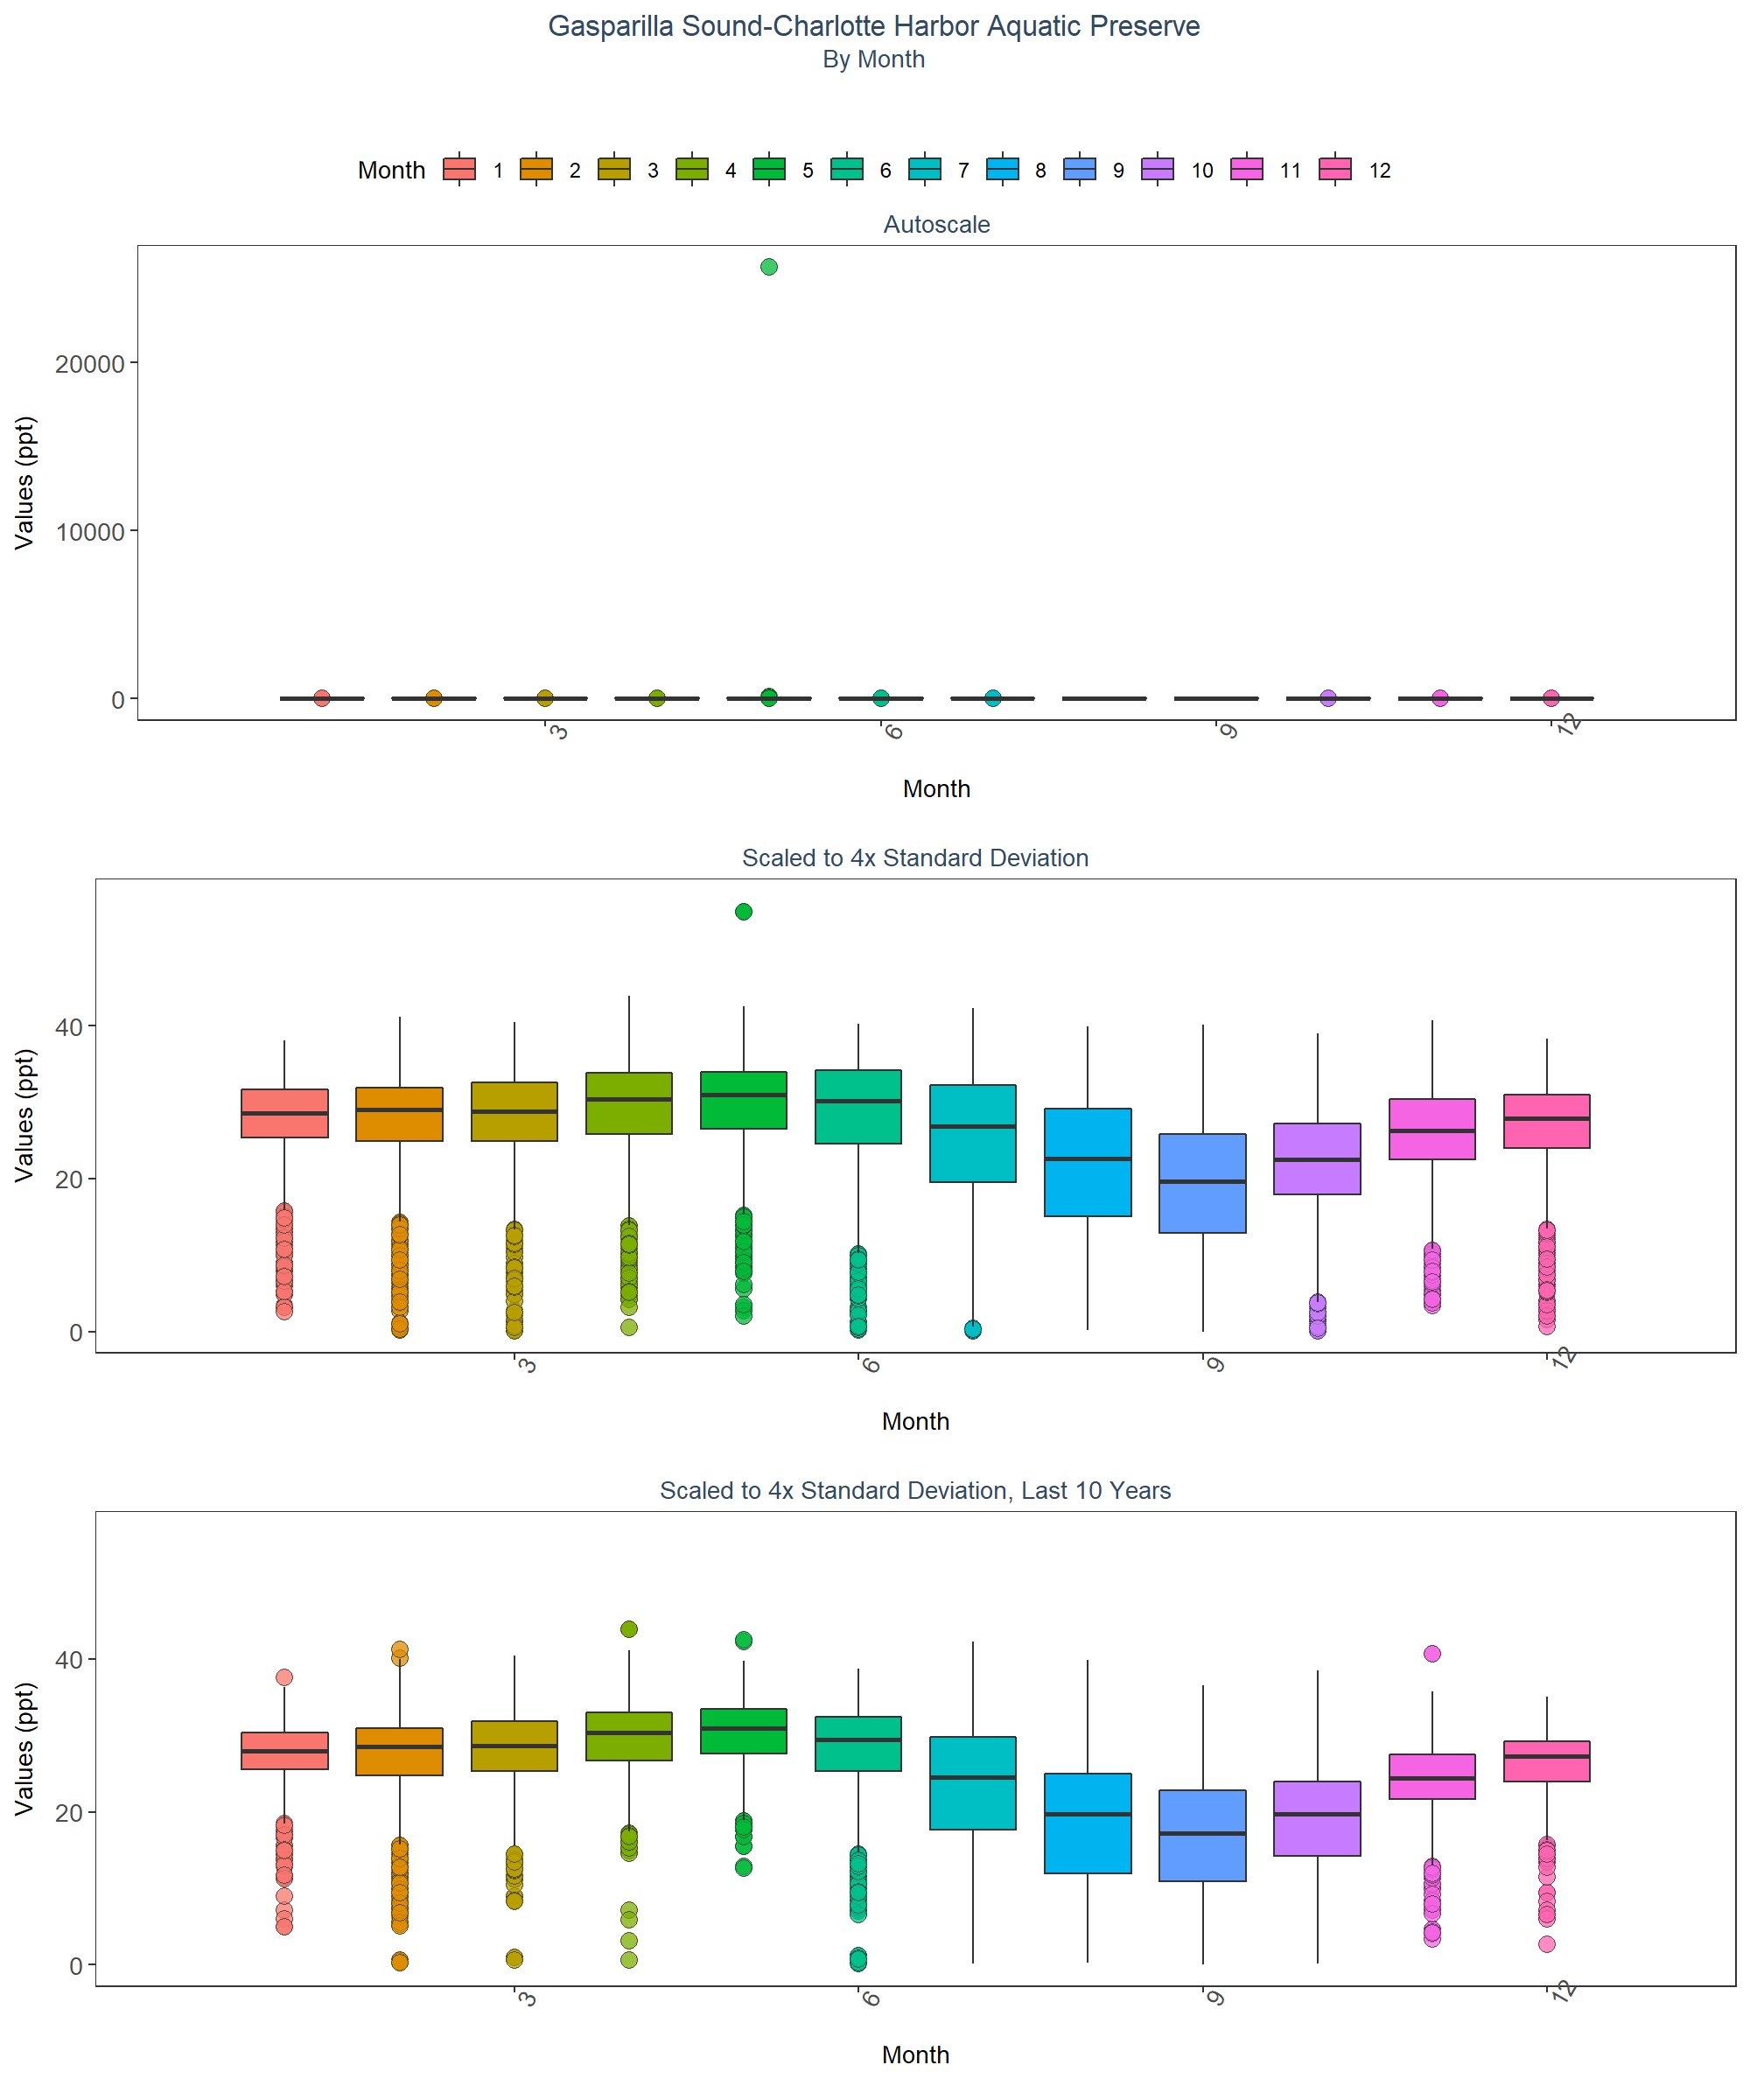 Gasparilla Sound-Charlotte Harbor Aquatic Preserve
By Month
Month 1 2 3 4 5 6 7 8 9 10 11 12
Autoscale
Values (ppt)
20000
10000
0
3 6 9 12
Month
Scaled to 4x Standard Deviation
Values (ppt)
40
20
0
3 6 9 12
Month
Scaled to 4x Standard Deviation, Last 10 Years
Values (ppt)
40
20
0
3 6 9 12
Month